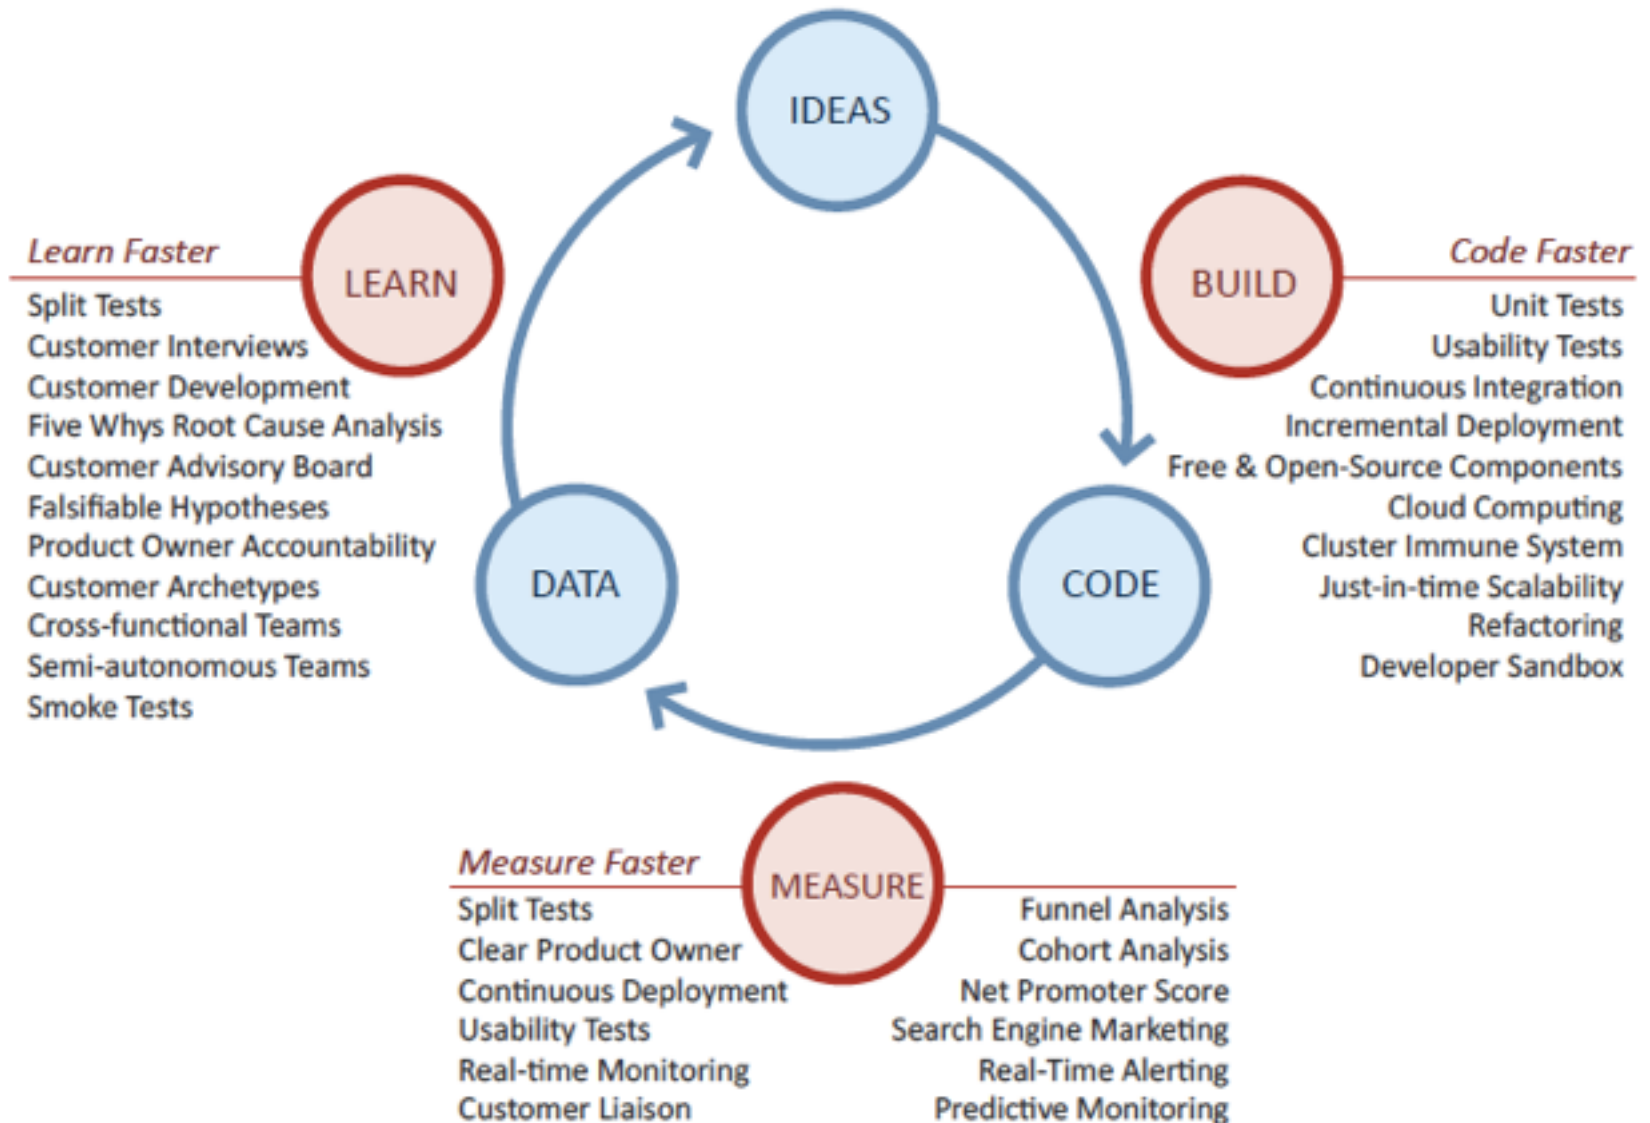 IDEAS
LEARN
BUILD
Learn Faster
Split Tests
Customer Interviews
Customer Development
Five Whys Root Cause Analysis
Customer Advisory Board
Falsifiable Hypotheses
Product Owner Accountability
Customer Archetypes
Cross-functional Teams
Semi-autonomous Teams
Smoke Tests
Code Faster
Unit Tests
Usability Tests
Continuous Integration
Incremental Deployment
Free & Open-Source Components
Cloud Computing
Cluster Immune System
Just-in-time Scalability
Refactoring
Developer Sandbox
DATA
CODE
MEASURE
Measure Faster
Split Tests
Clear Product Owner
Continuous Deployment
Usability Tests
Real-time Monitoring
Customer Liaison
Funnel Analysis
Cohort Analysis
Net Promoter Score
Search Engine Marketing
Real-Time Alerting
Predictive Monitoring